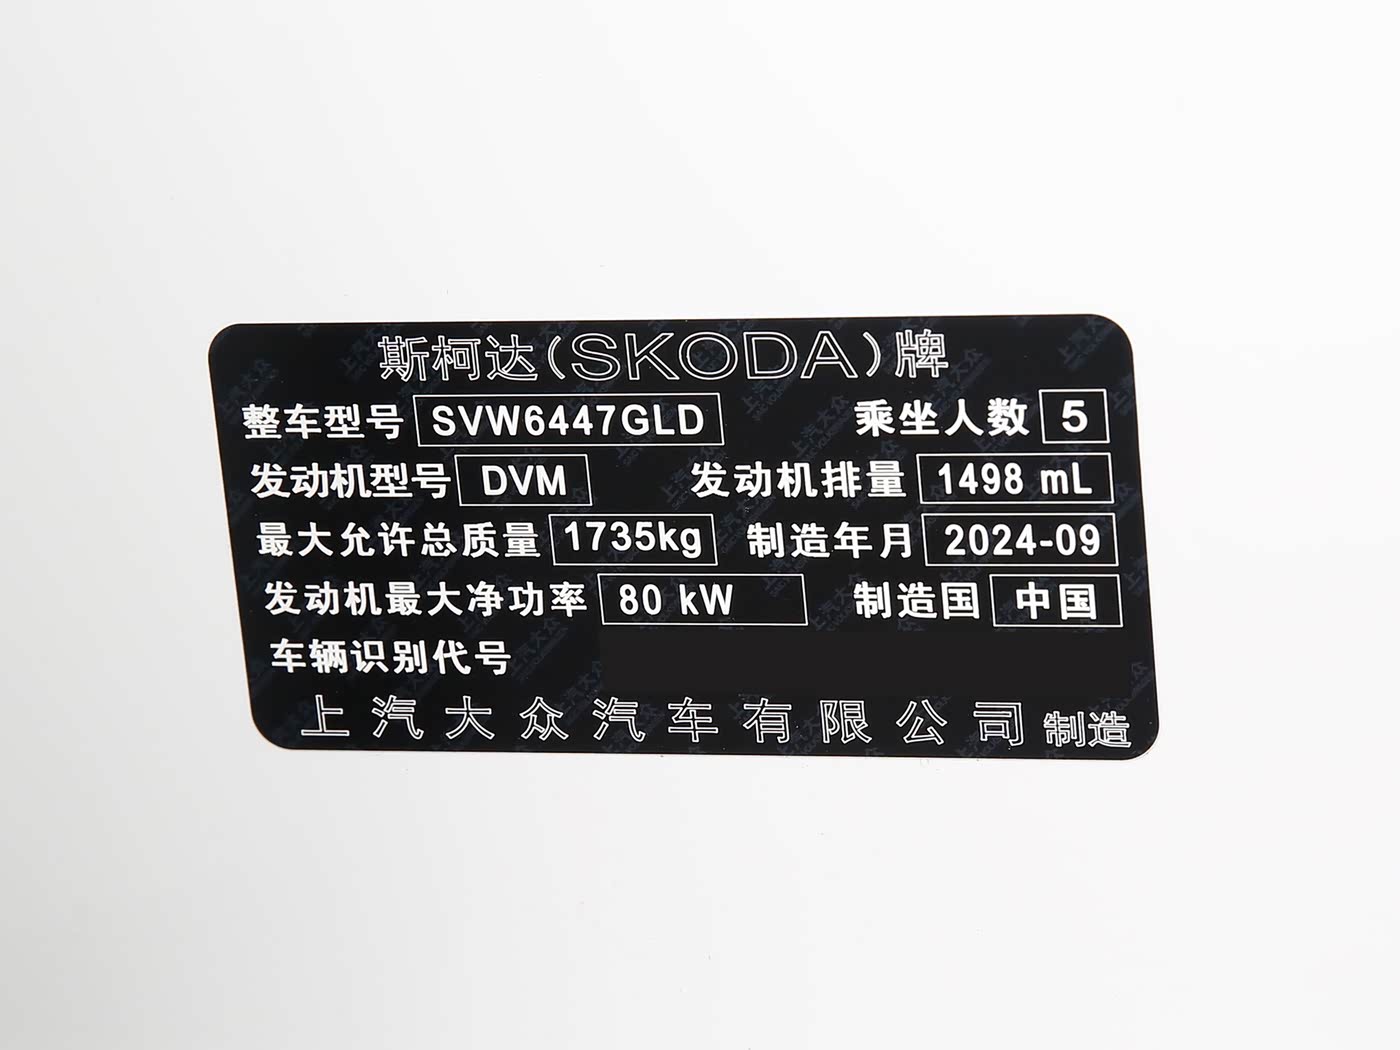 斯柯达(SKODA)牌
整车型号 SVW6447GLD 乘坐人数 5
发动机型号 DVM 发动机排量 1498 mL
最大允许总质量 1735kg 制造年月 2024-09
发动机最大净功率 80 kW 制造国 中国
车辆识别代号
上汽大众汽车有限公司制造